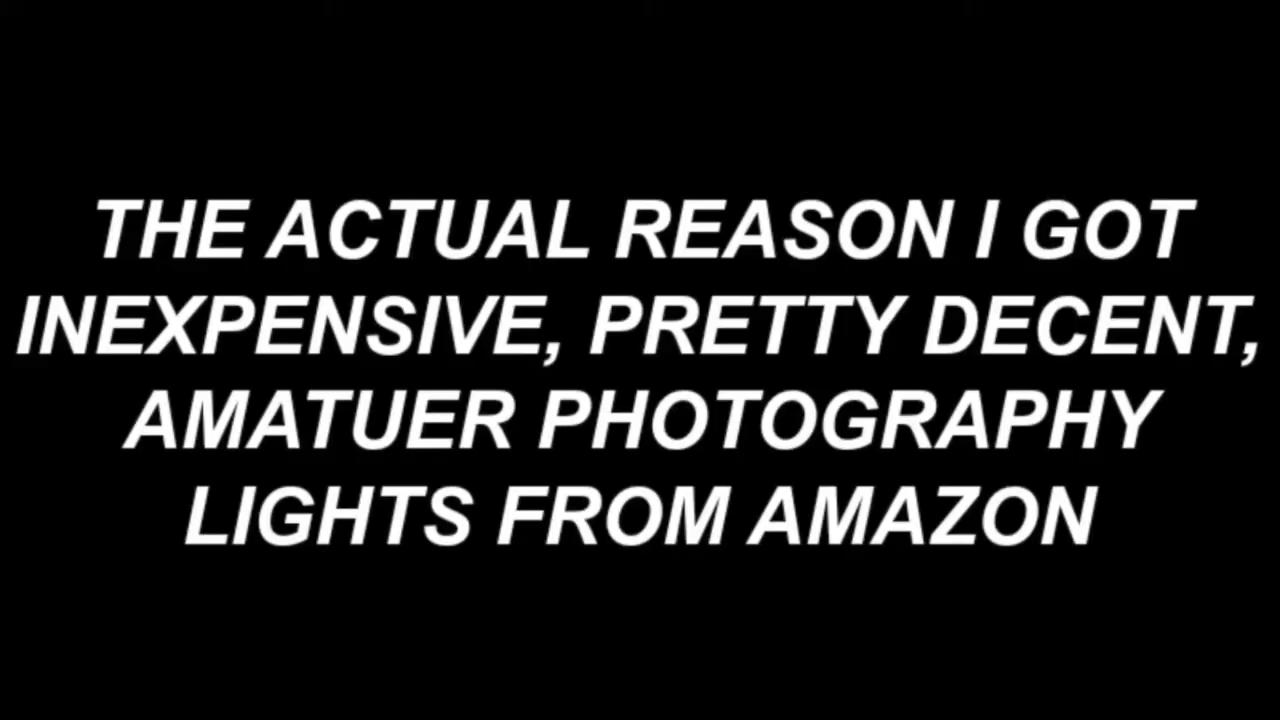 THE ACTUAL REASON I GOT
INEXPENSIVE, PRETTY DECENT,
AMATUER PHOTOGRAPHY
LIGHTS FROM AMAZON